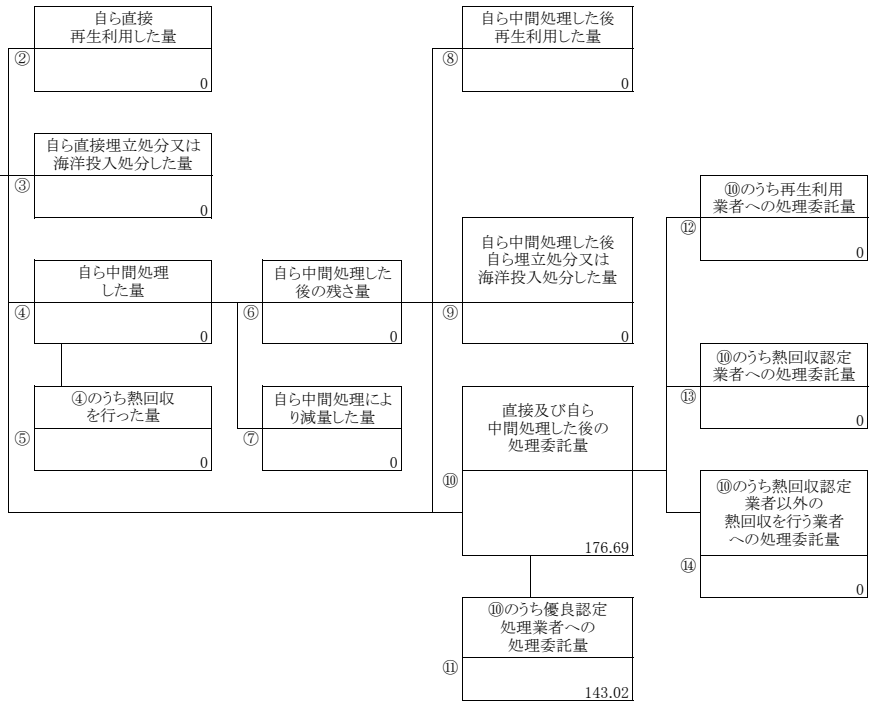 自ら直接
再生利用した量
②
0
自ら中間処理した後
再生利用した量
⑧
0
自ら直接埋立処分又は
海洋投入処分した量
③
0
⑩のうち再生利用
業者への処理委託量
⑫
0
自ら中間処理
した量
④
0
自ら中間処理した
後の残さ量
⑥
0
自ら中間処理した後
自ら埋立処分又は
海洋投入処分した量
⑨
0
⑩のうち熱回収認定
業者への処理委託量
⑬
0
④のうち熱回収
を行った量
⑤
0
自ら中間処理によ
り減量した量
⑦
0
直接及び自ら
中間処理した後の
処理委託量
⑩
176.69
⑩のうち熱回収認定
業者以外の
熱回収を行う業者
への処理委託量
⑭
0
⑩のうち優良認定
処理業者への
処理委託量
⑪
143.02